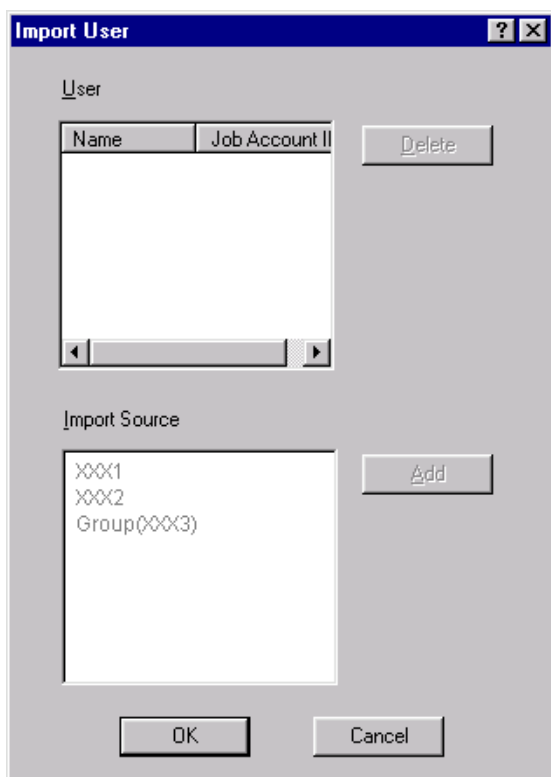 Import User
User
Name Job Account II
Delete
Import Source
XXX1
XXX2
Group(XXX3)
Add
OK Cancel